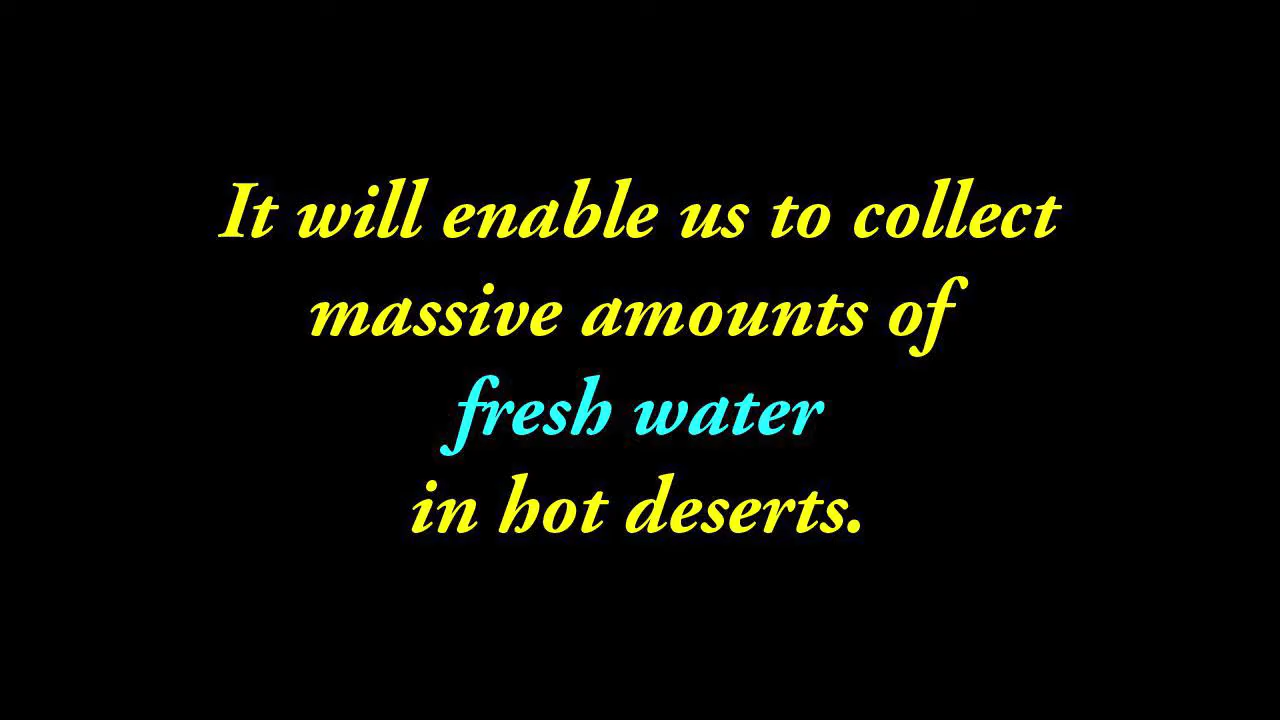 It will enable us to collect
massive amounts of
fresh water
in hot deserts.